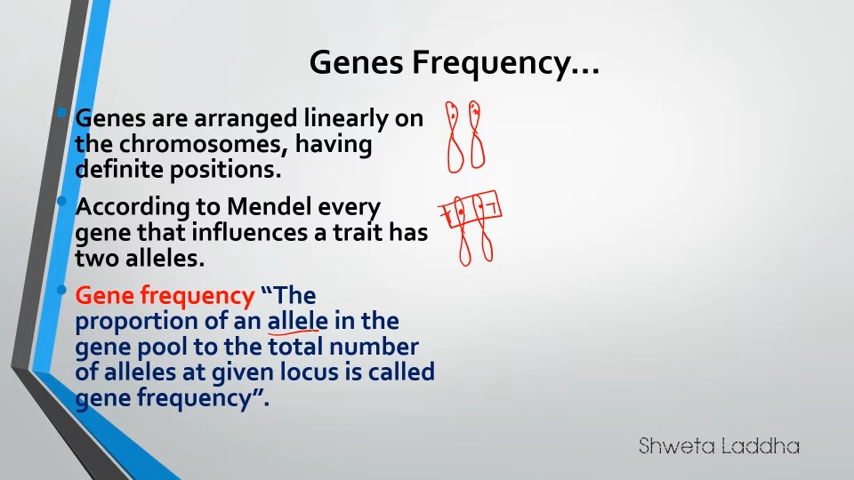 Genes Frequency...
Genes are arranged linearly on
the chromosomes, having
definite positions.
According to Mendel every
gene that influences a trait has
two alleles.
Gene frequency “The
proportion of an allele in the
gene pool to the total number
of alleles at given locus is called
gene frequency”.
Shweta Laddha